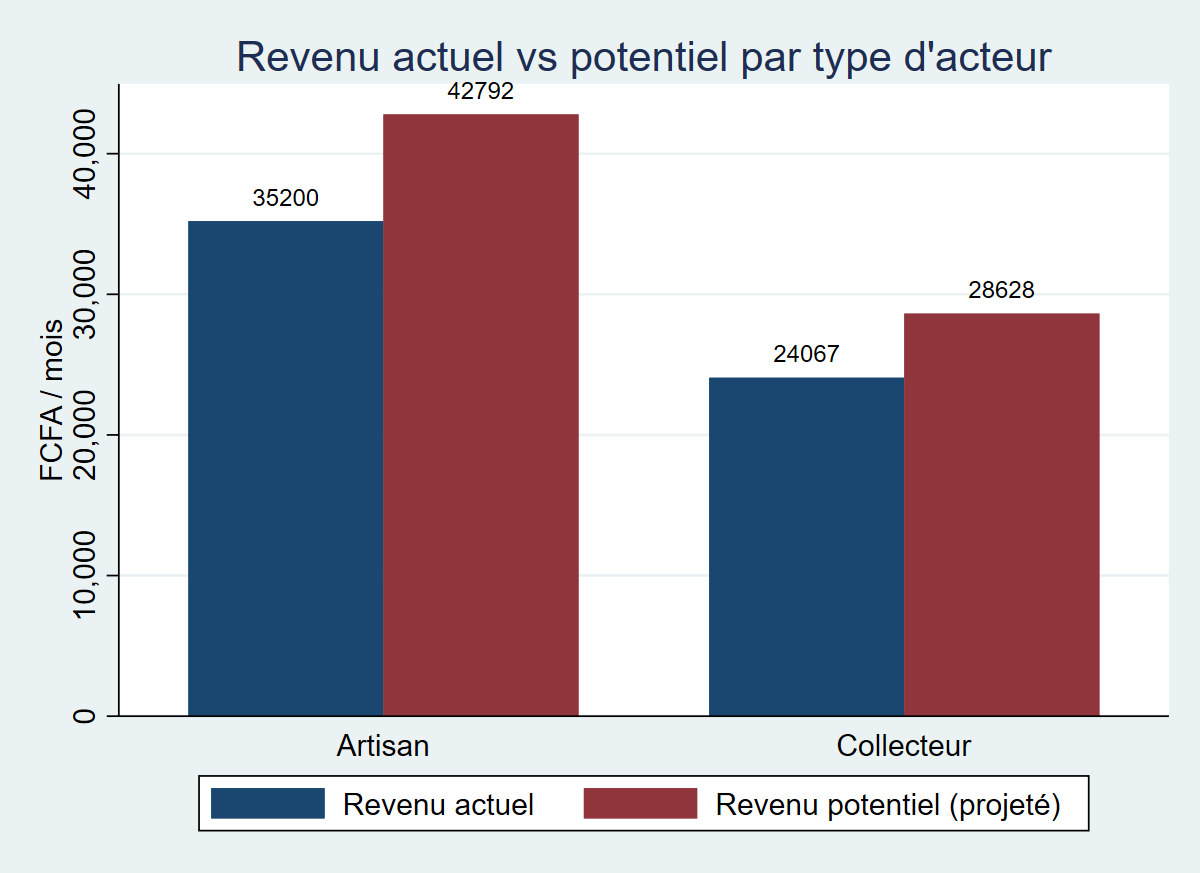 Revenu actuel vs potentiel par type d'acteur
42792
35200
28628
24067
40,000
30,000
20,000
10,000
0
FCFA / mois
Artisan Collecteur
Revenu actuel Revenu potentiel (projeté)